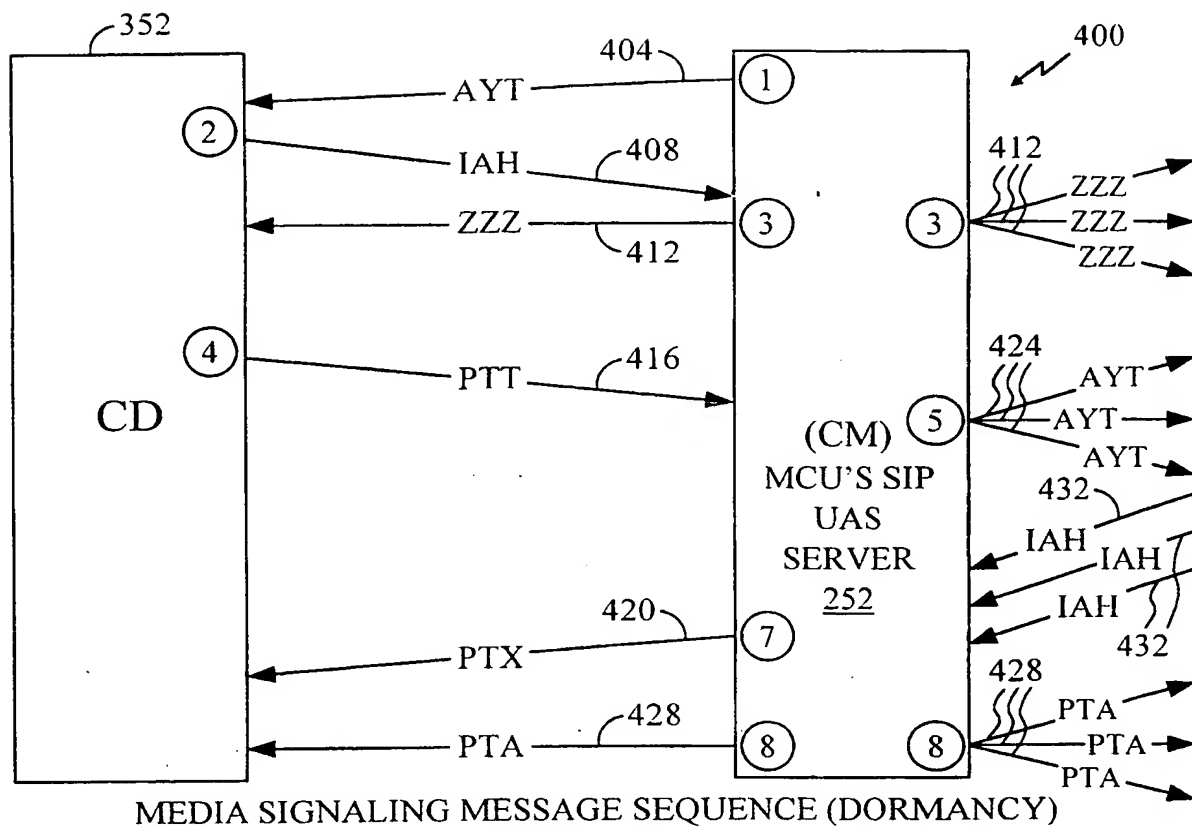 352
404
400
AYT
1
2
IAH
408
412
ZZZ
ZZZ
ZZZ
ZZZ
3
3
412
4
PTT
416
424
AYT
AYT
AYT
5
CD
(CM)
MCU'S SIP
UAS
SERVER
252
432
IAH
IAH
IAH
432
420
PTX
7
428
PTA
8
8
428
PTA
PTA
PTA
MEDIA SIGNALING MESSAGE SEQUENCE (DORMANCY)